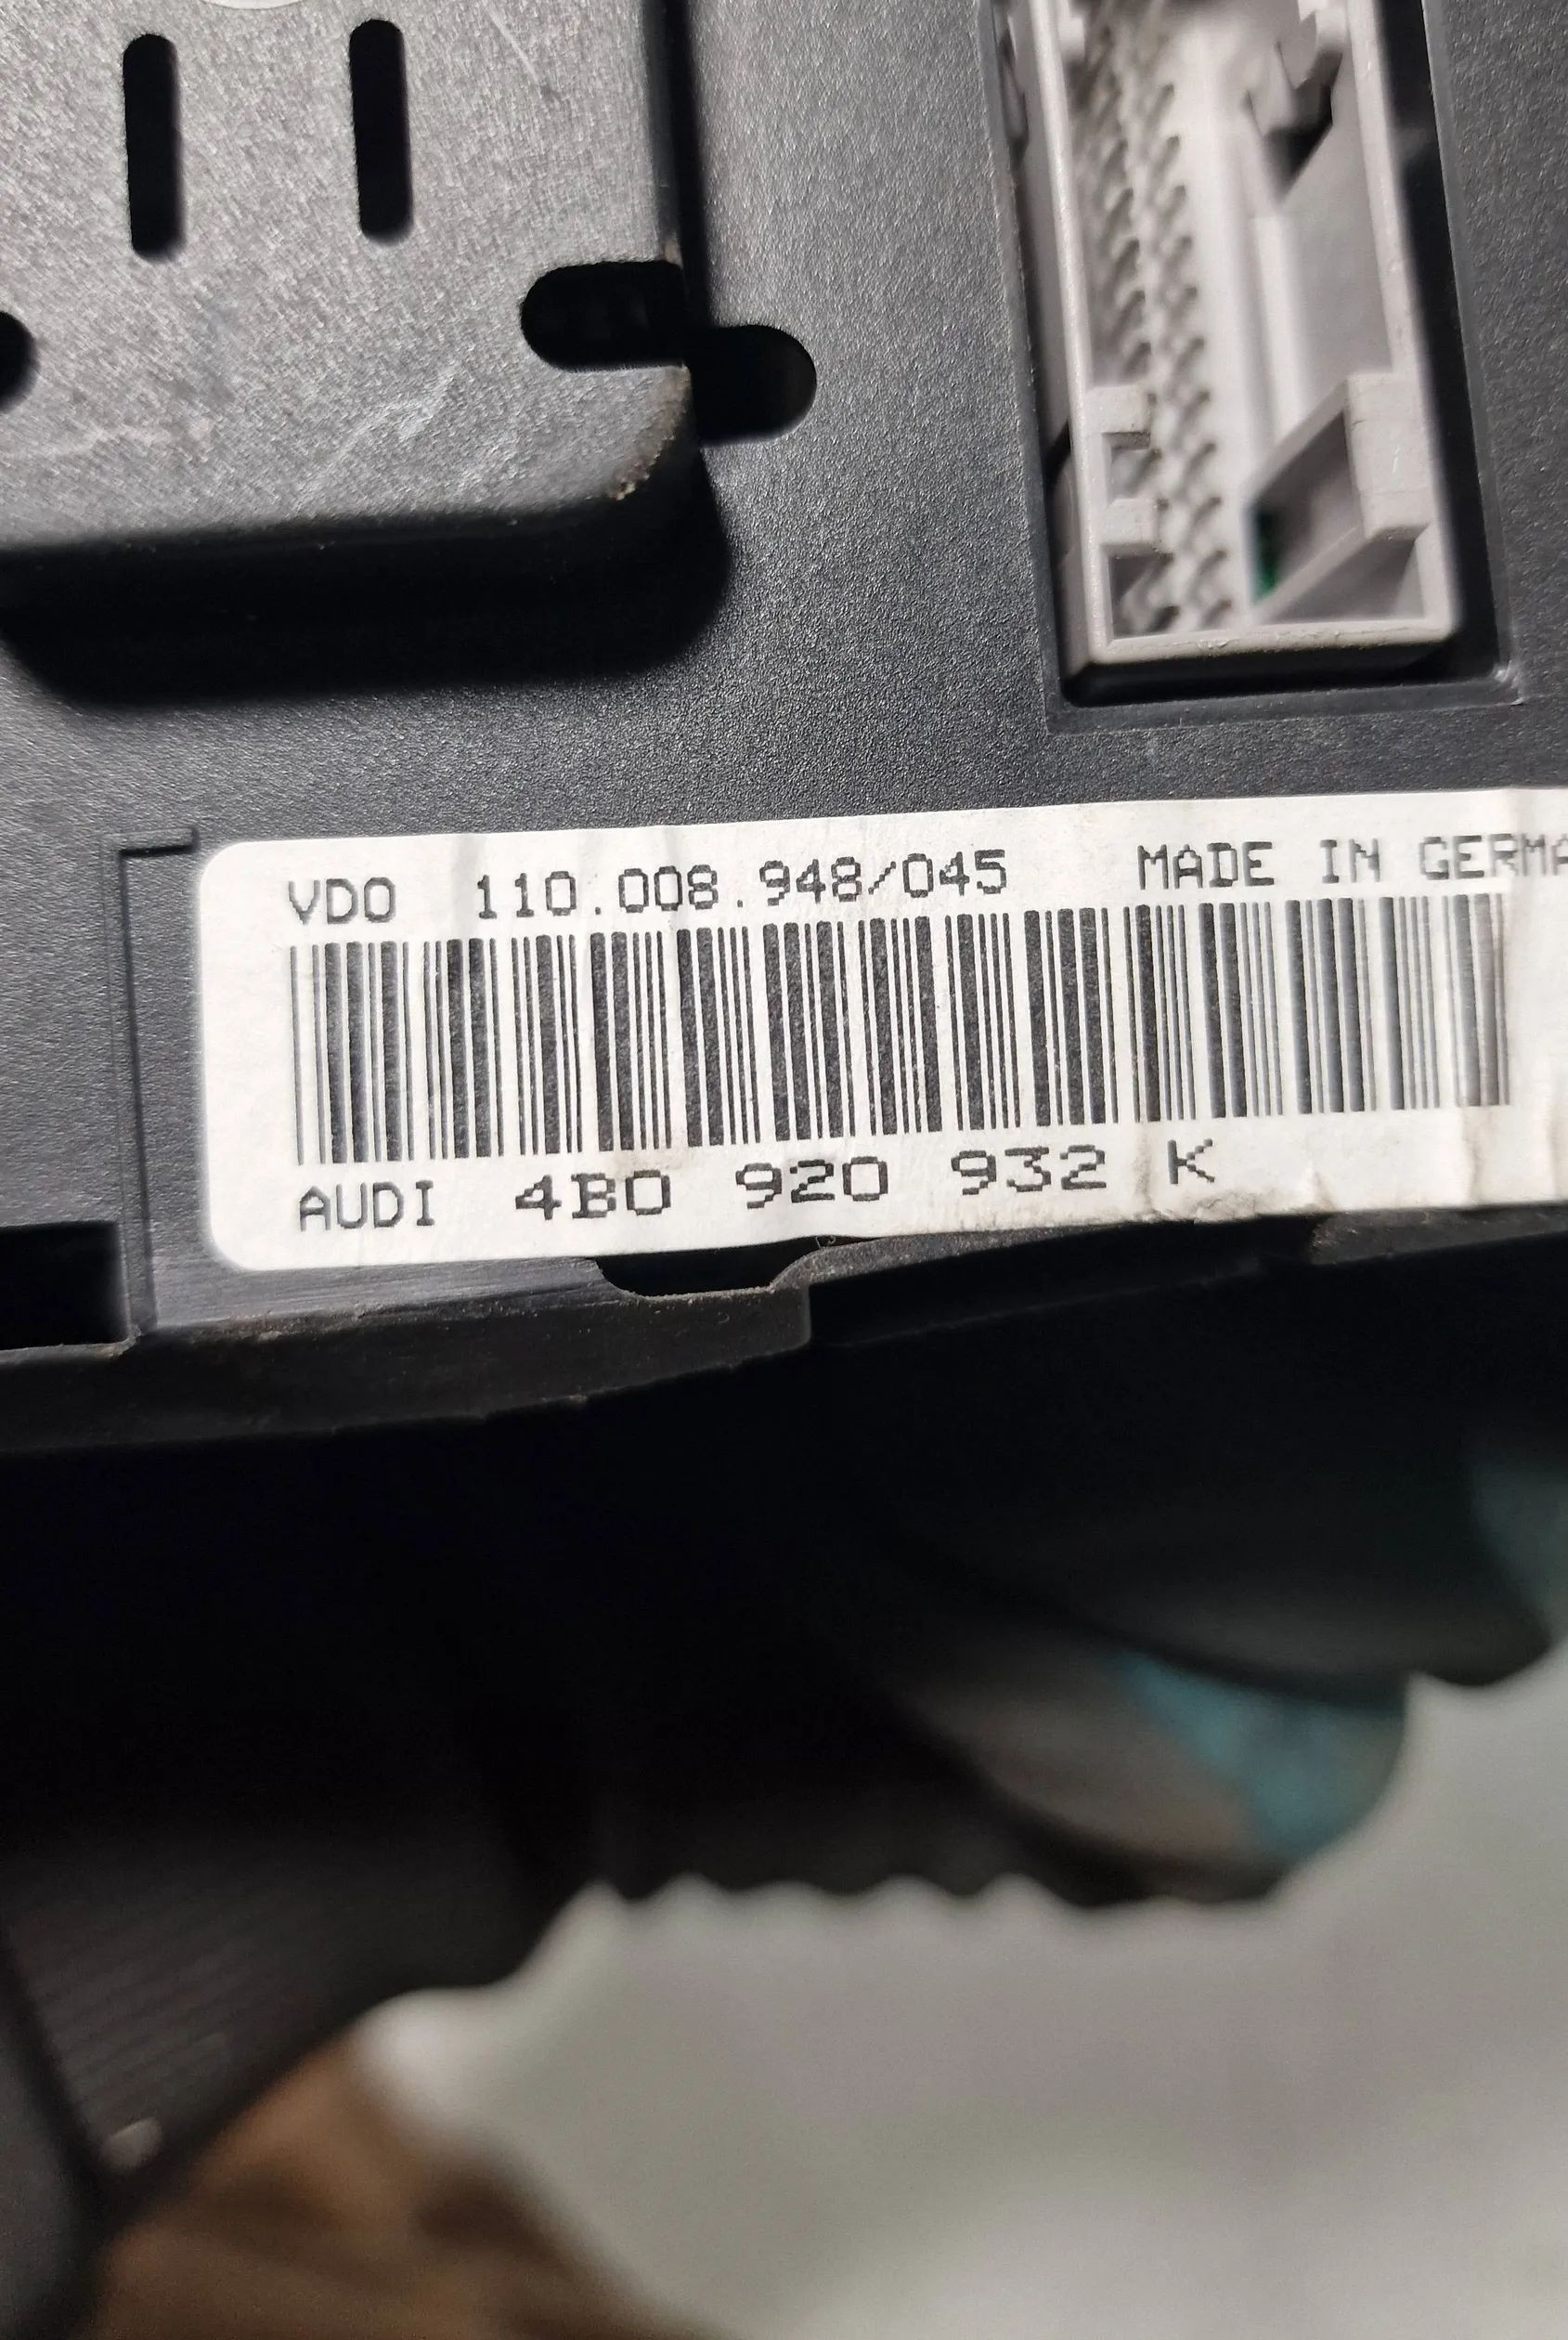 VDO 110.008.948/045 MADE IN GERMA
AUDI 4B0 920 932 K